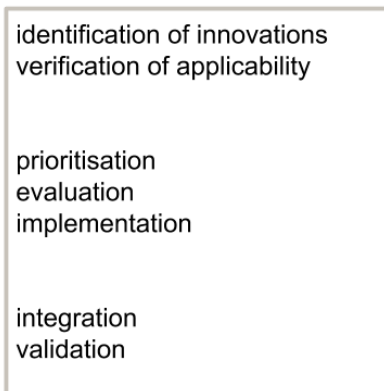 identification of innovations
verification of applicability
prioritisation
evaluation
implementation
integration
validation